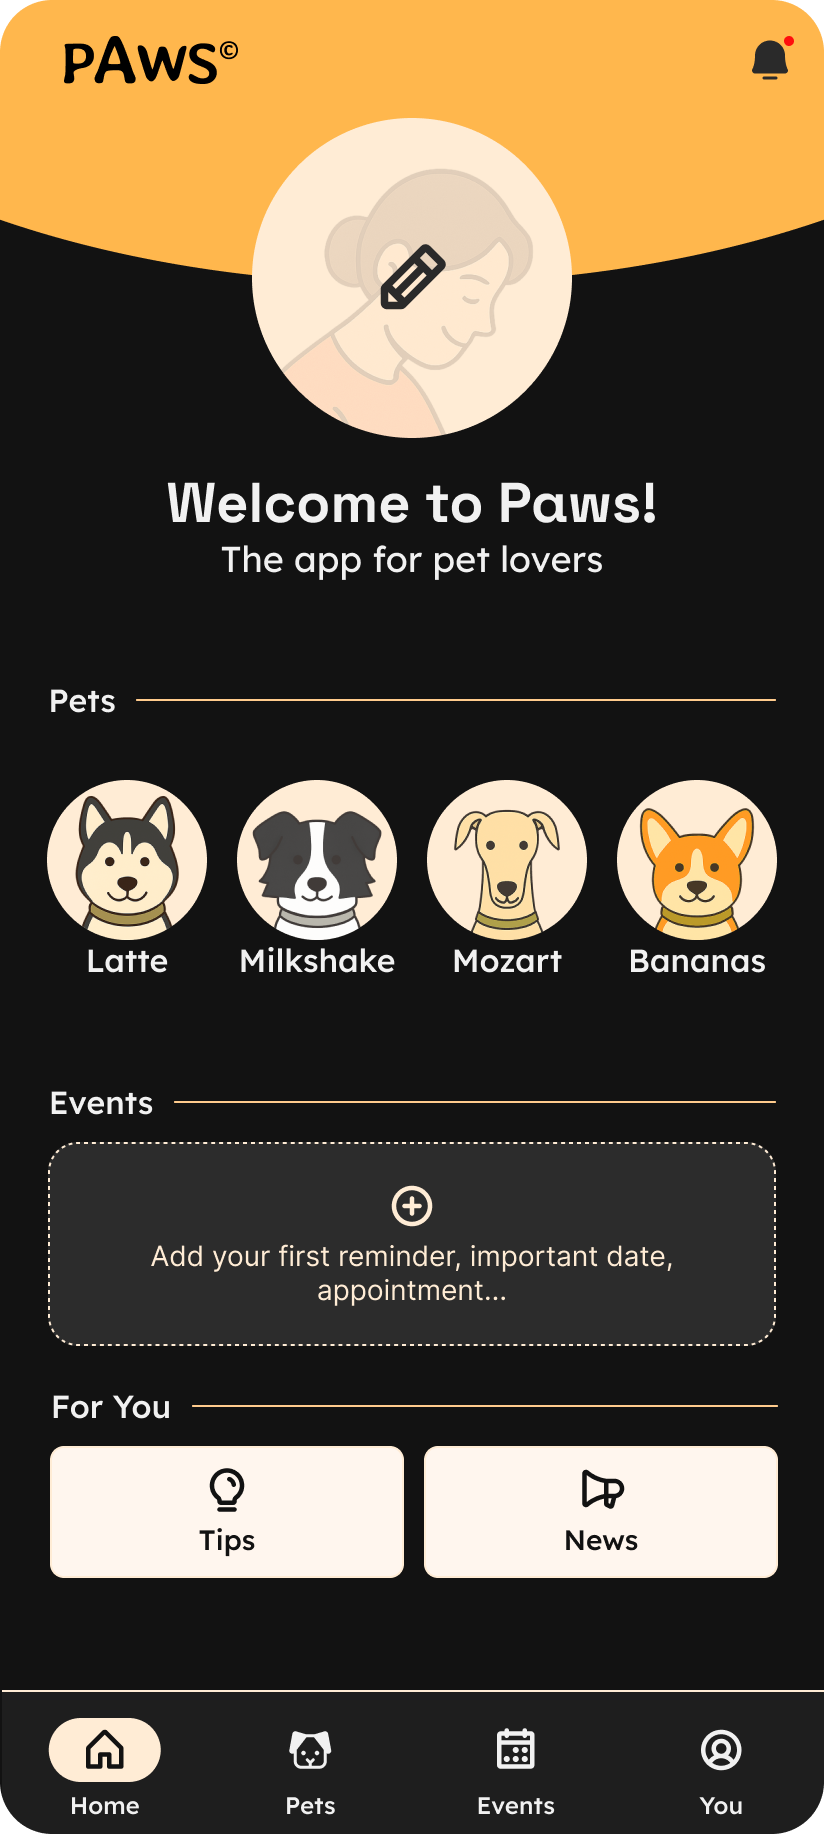 PAWS©
Welcome to Paws!
The app for pet lovers
Pets
Latte Milkshake Mozart Bananas
Events
Add your first reminder, important date,
appointment...
For You
Tips News
Home Pets Events You